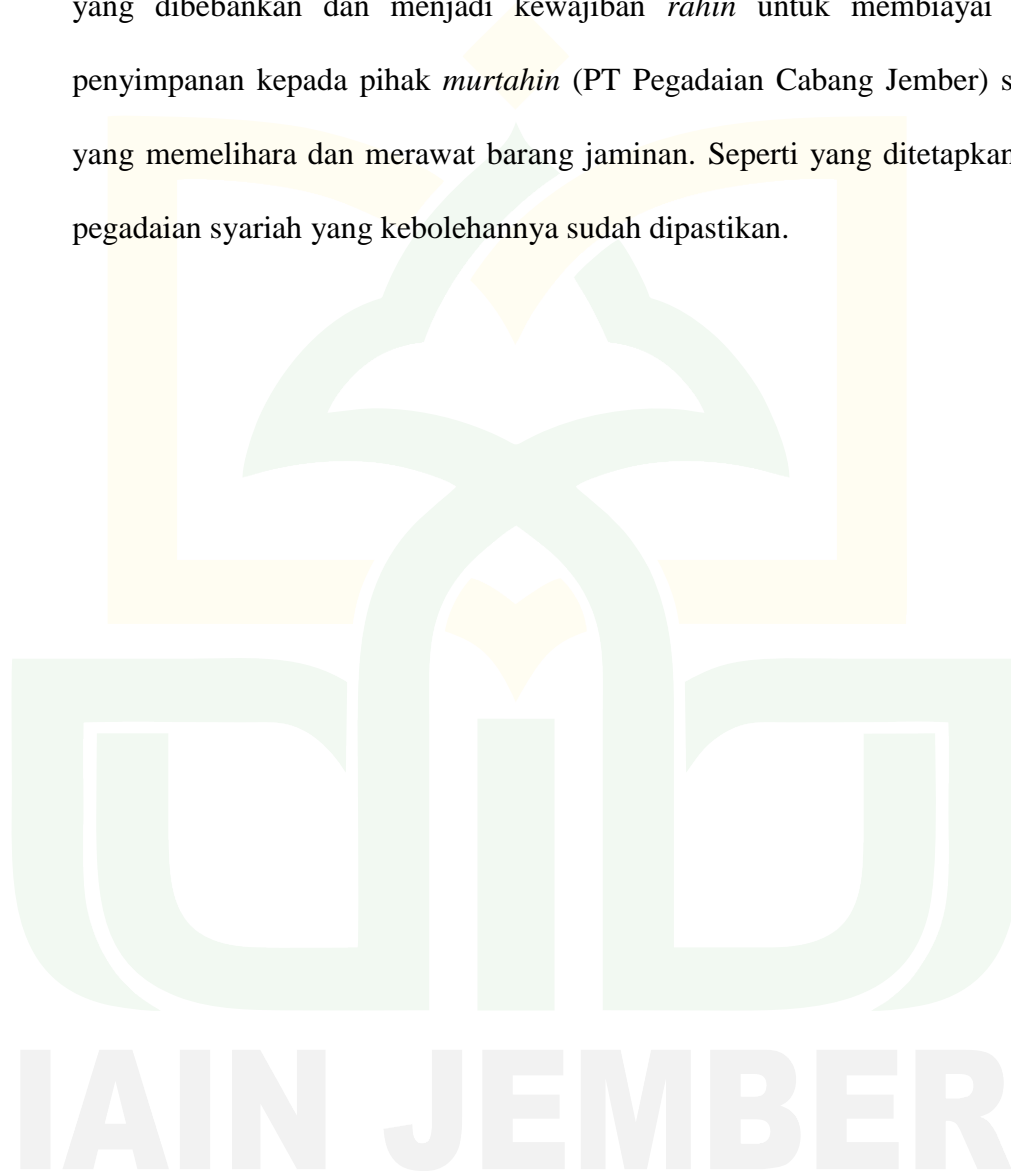 yang dibebankan dan menjadi kewajiban rahin untuk membiayai
penyimpanan kepada pihak murtahin (PT Pegadaian Cabang Jember)
yang memelihara dan merawat barang jaminan. Seperti yang ditetapkan
pegadaian syariah yang kebolehannya sudah dipastikan.
IAIN JEMBER